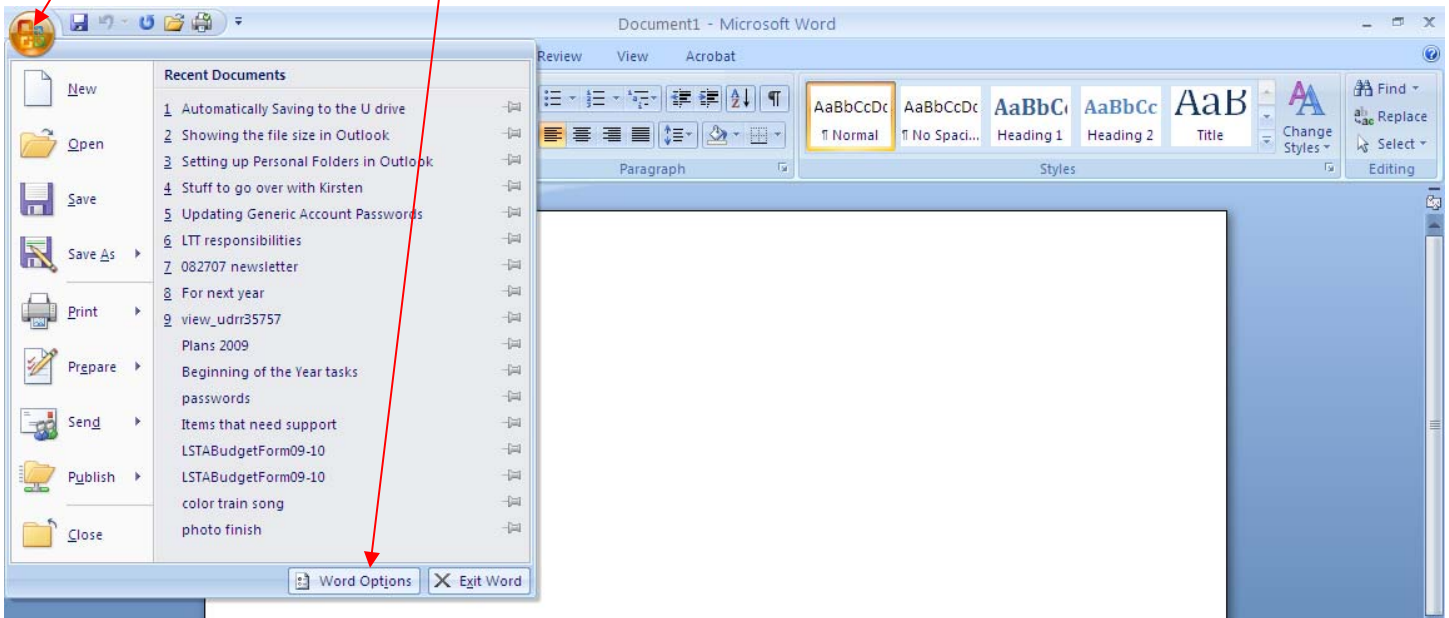 Document1 - Microsoft Word
Review View Acrobat
New
Open
Save
Save As
Print
Prepare
Send
Publish
Close
Recent Documents
1 Automatically Saving to the U drive
2 Showing the file size in Outlook
3 Setting up Personal Folders in Outlook
4 Stuff to go over with Kirsten
5 Updating Generic Account Passwords
6 LTT responsibilities
7 082707 newsletter
8 For next year
9 view_udrr35757
Plans 2009
Beginning of the Year tasks
passwords
Items that need support
LSTABudgetForm09-10
LSTABudgetForm09-10
color train song
photo finish
Word Options Exit Word
Paragraph
AaBbCcDc AaBbCcDc AaBbC AaBbCc AaB
¶ Normal ¶ No Spaci... Heading 1 Heading 2 Title
Change
Styles
Styles
Find
Replace
Select
Editing